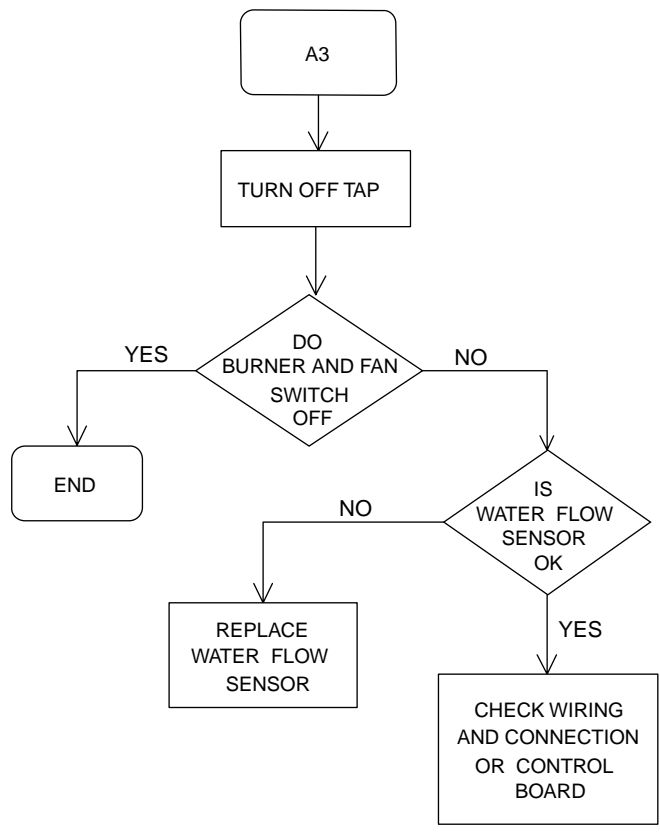 A3
TURN OFF TAP
DO
BURNER AND FAN
SWITCH
OFF
YES
NO
END
IS
WATER FLOW
SENSOR
OK
NO
YES
REPLACE
WATER FLOW
SENSOR
CHECK WIRING
AND CONNECTION
OR CONTROL
BOARD